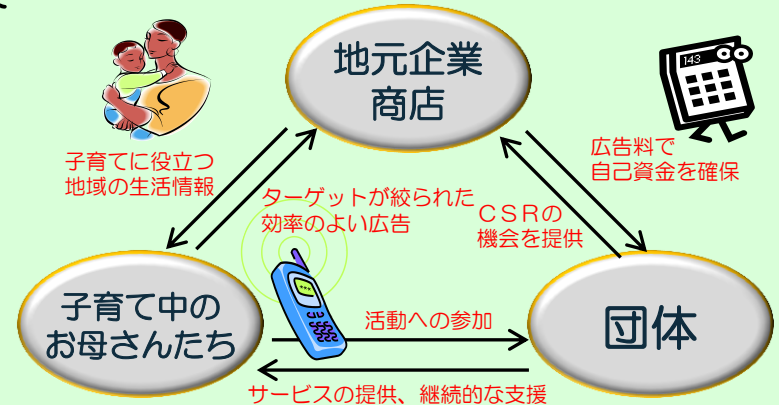 地元企業
商店
143
子育てに役立つ
地域の生活情報
広告料で
自己資金を確保
ターゲットが絞られた
効率のよい広告
CSRの
機会を提供
子育て中の
お母さんたち
活動への参加
団体
サービスの提供、継続的な支援